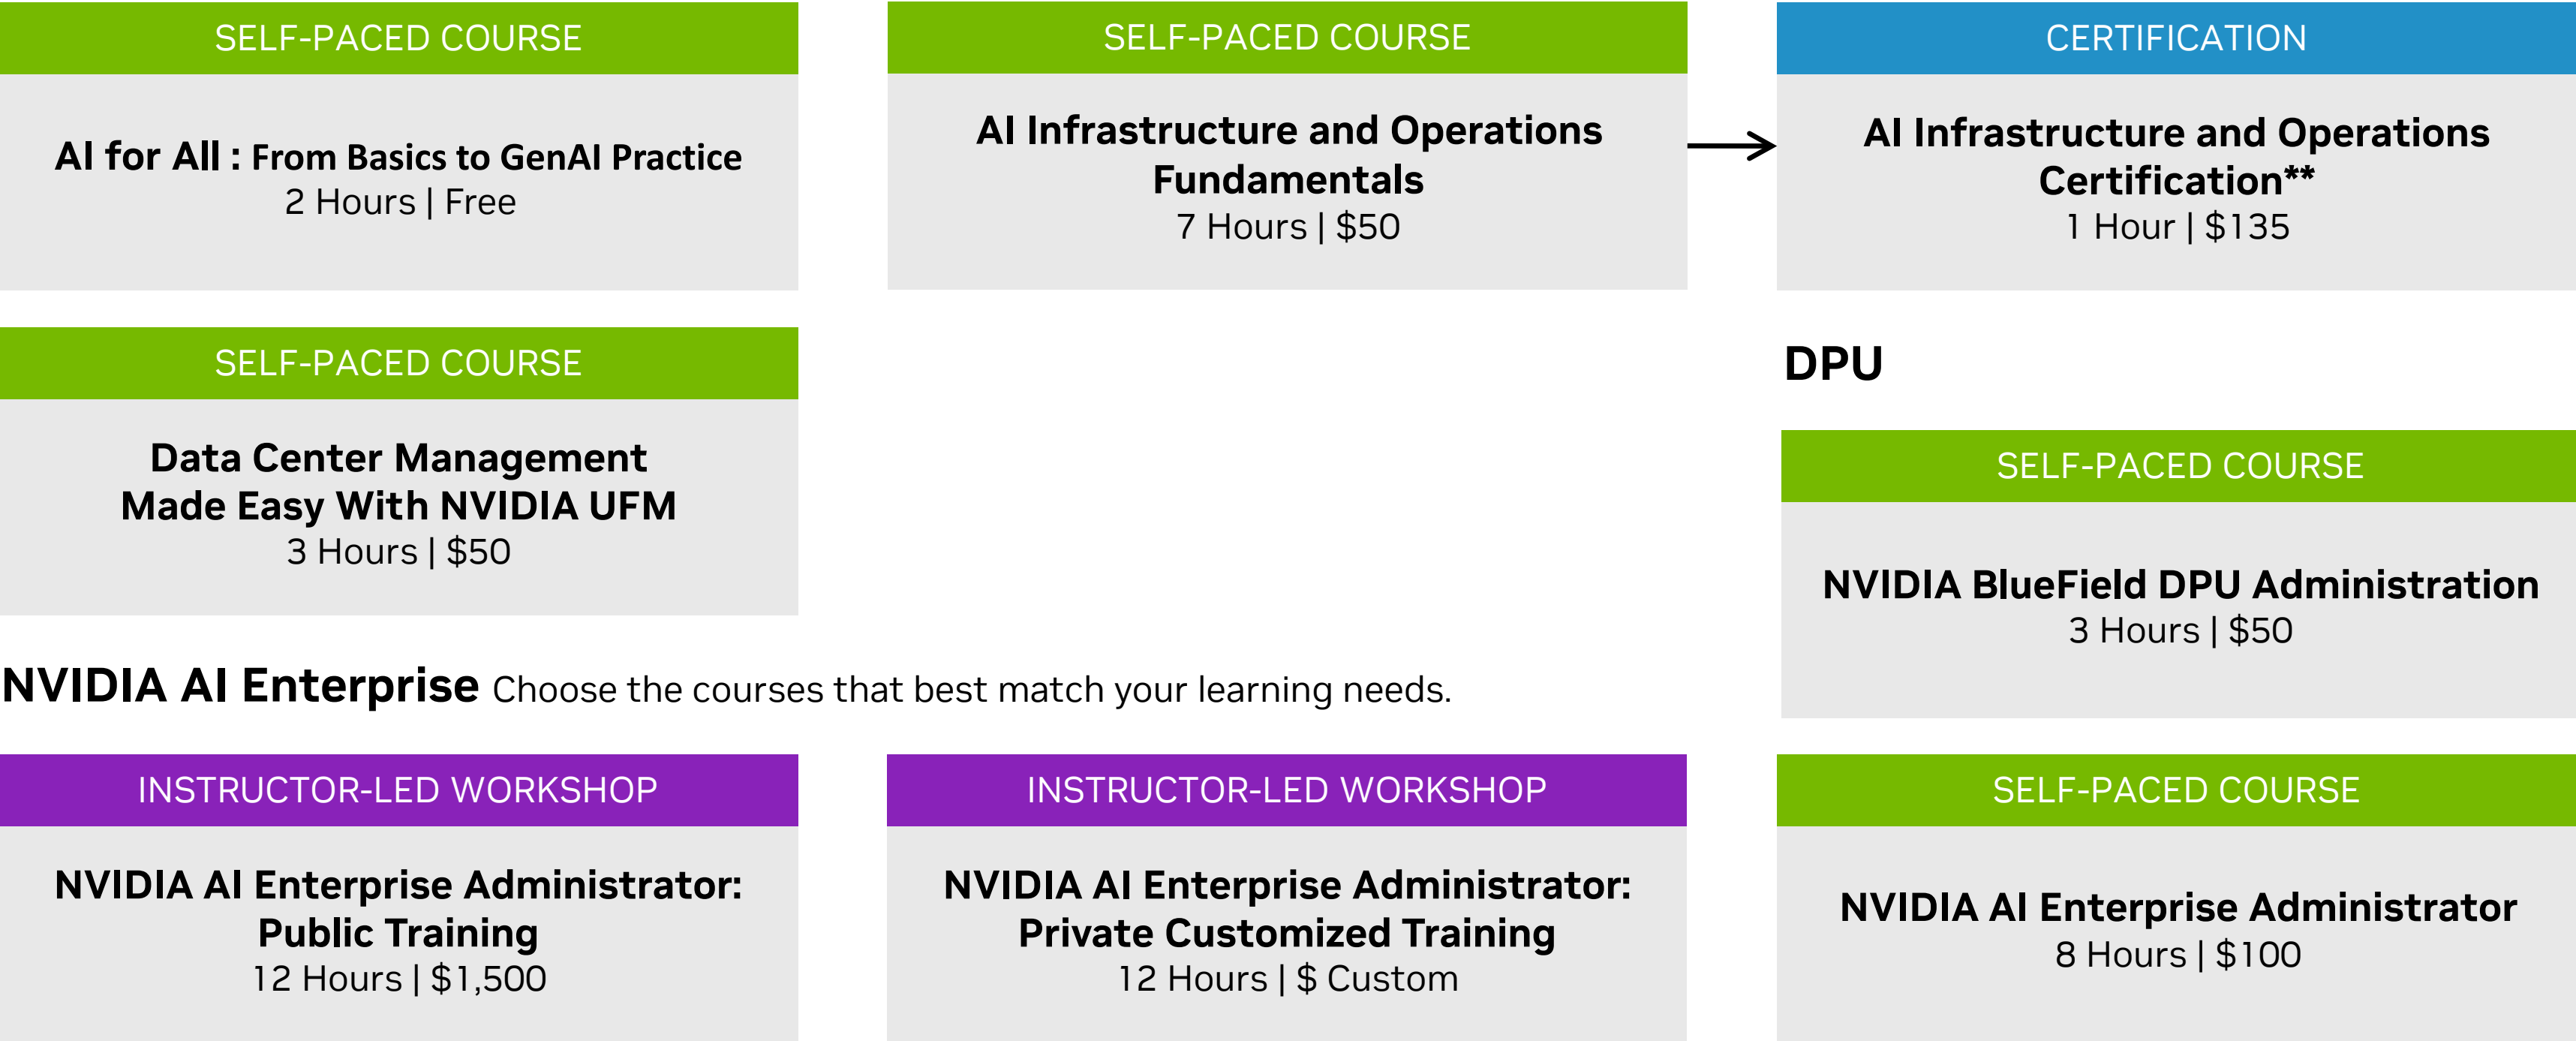 SELF-PACED COURSE
AI for All : From Basics to GenAI Practice
2 Hours | Free
SELF-PACED COURSE
AI Infrastructure and Operations
Fundamentals
7 Hours | $50
CERTIFICATION
AI Infrastructure and Operations
Certification**
1 Hour | $135
SELF-PACED COURSE
Data Center Management
Made Easy With NVIDIA UFM
3 Hours | $50
DPU
SELF-PACED COURSE
NVIDIA BlueField DPU Administration
3 Hours | $50
NVIDIA AI Enterprise Choose the courses that best match your learning needs.
INSTRUCTOR-LED WORKSHOP
NVIDIA AI Enterprise Administrator:
Public Training
12 Hours | $1,500
INSTRUCTOR-LED WORKSHOP
NVIDIA AI Enterprise Administrator:
Private Customized Training
12 Hours | $ Custom
SELF-PACED COURSE
NVIDIA AI Enterprise Administrator
8 Hours | $100